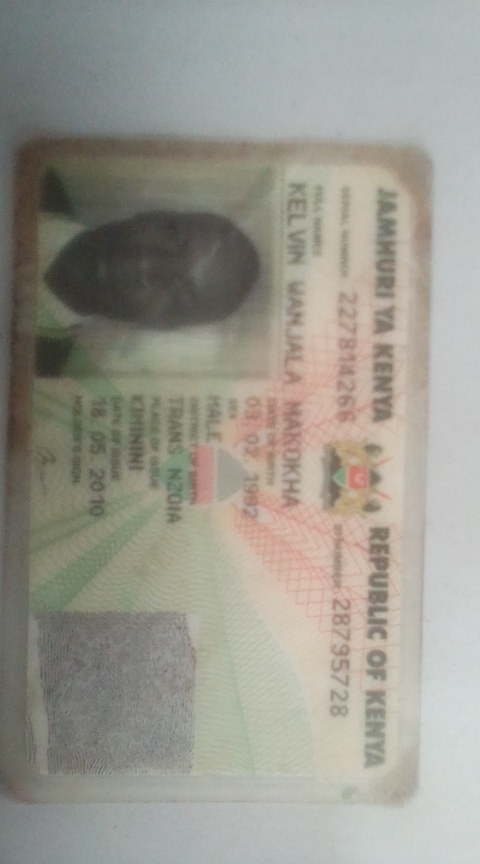 JAMHURI YA KENYA REPUBLIC OF KENYA
SERIAL NUMBER 227814266 ID NUMBER 28795728
FULL NAMES
KELVIN WANJALA MAKOKHA
DATE OF BIRTH
03. 02. 1992
SEX
MALE
DISTRICT OF BIRTH
TRANS NZOIA
PLACE OF ISSUE
KIMININI
DATE OF ISSUE
18. 05. 2010
HOLDER'S SIGN.